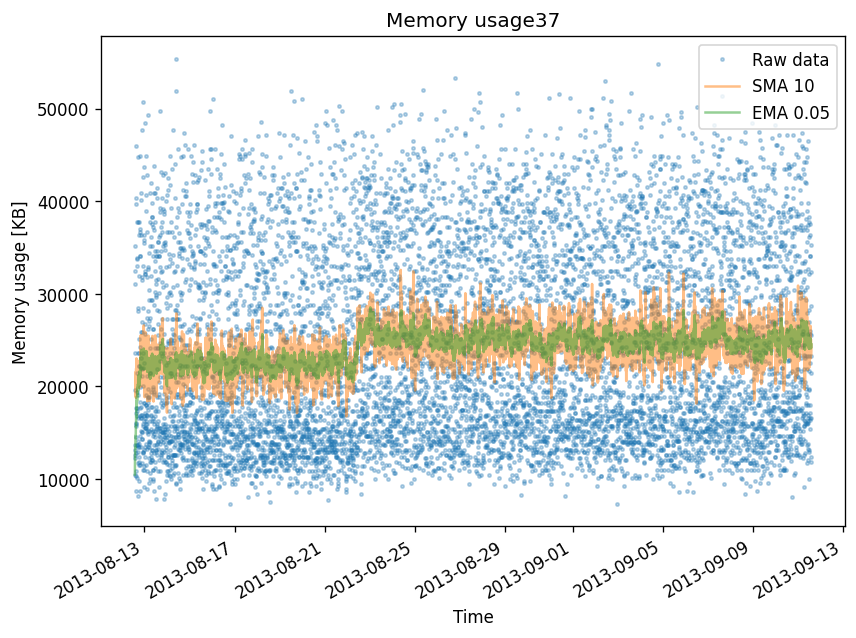 Memory usage37
Raw data
SMA 10
EMA 0.05
Memory usage [KB]
50000
40000
30000
20000
10000
2013-08-13
2013-08-17
2013-08-21
2013-08-25
2013-08-29
2013-09-01
2013-09-05
2013-09-09
2013-09-13
Time